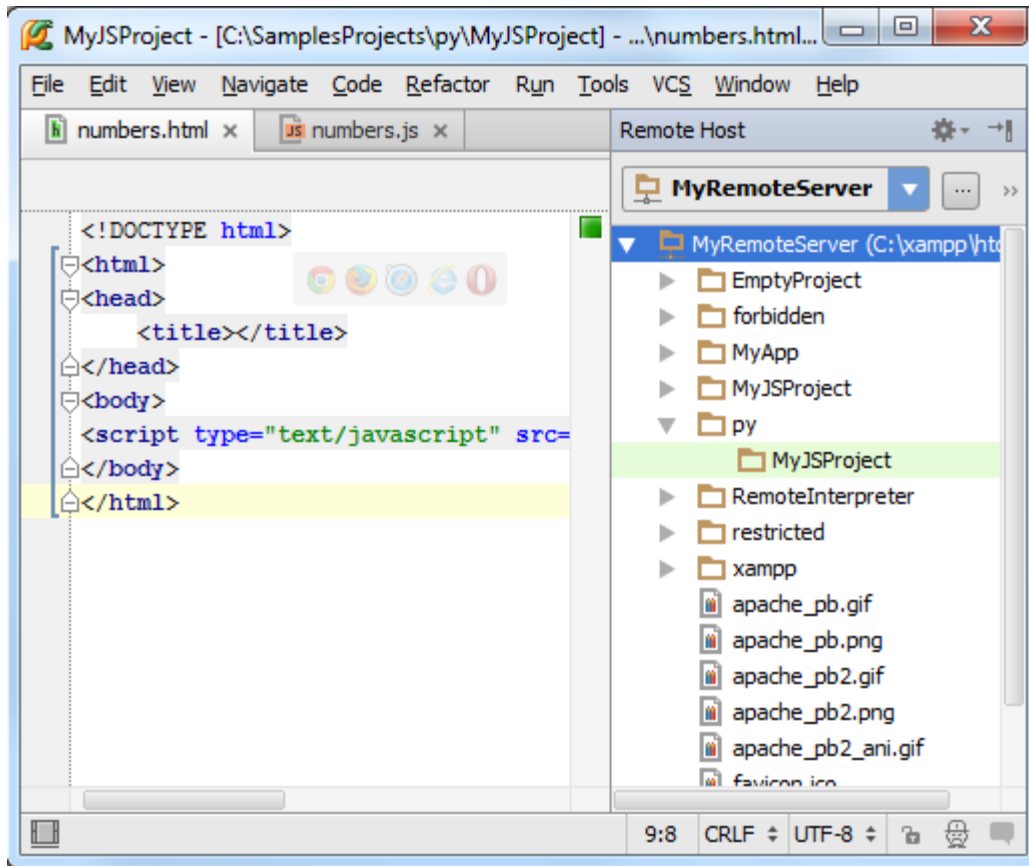 MyJSProject - [C:\SamplesProjects\py\MyJSProject] - ...\numbers.html...
File Edit View Navigate Code Refactor Run Tools VCS Window Help
numbers.html numbers.js
Remote Host
MyRemoteServer
<!DOCTYPE html>
<html>
<head>
<title></title>
</head>
<body>
<script type="text/javascript" src=
</body>
</html>
MyRemoteServer (C:\xampp\htd
EmptyProject
forbidden
MyApp
MyJSProject
py
MyJSProject
RemoteInterpreter
restricted
xampp
apache_pb.gif
apache_pb.png
apache_pb2.gif
apache_pb2.png
apache_pb2_ani.gif
favicon.ico
9:8 CRLF UTF-8